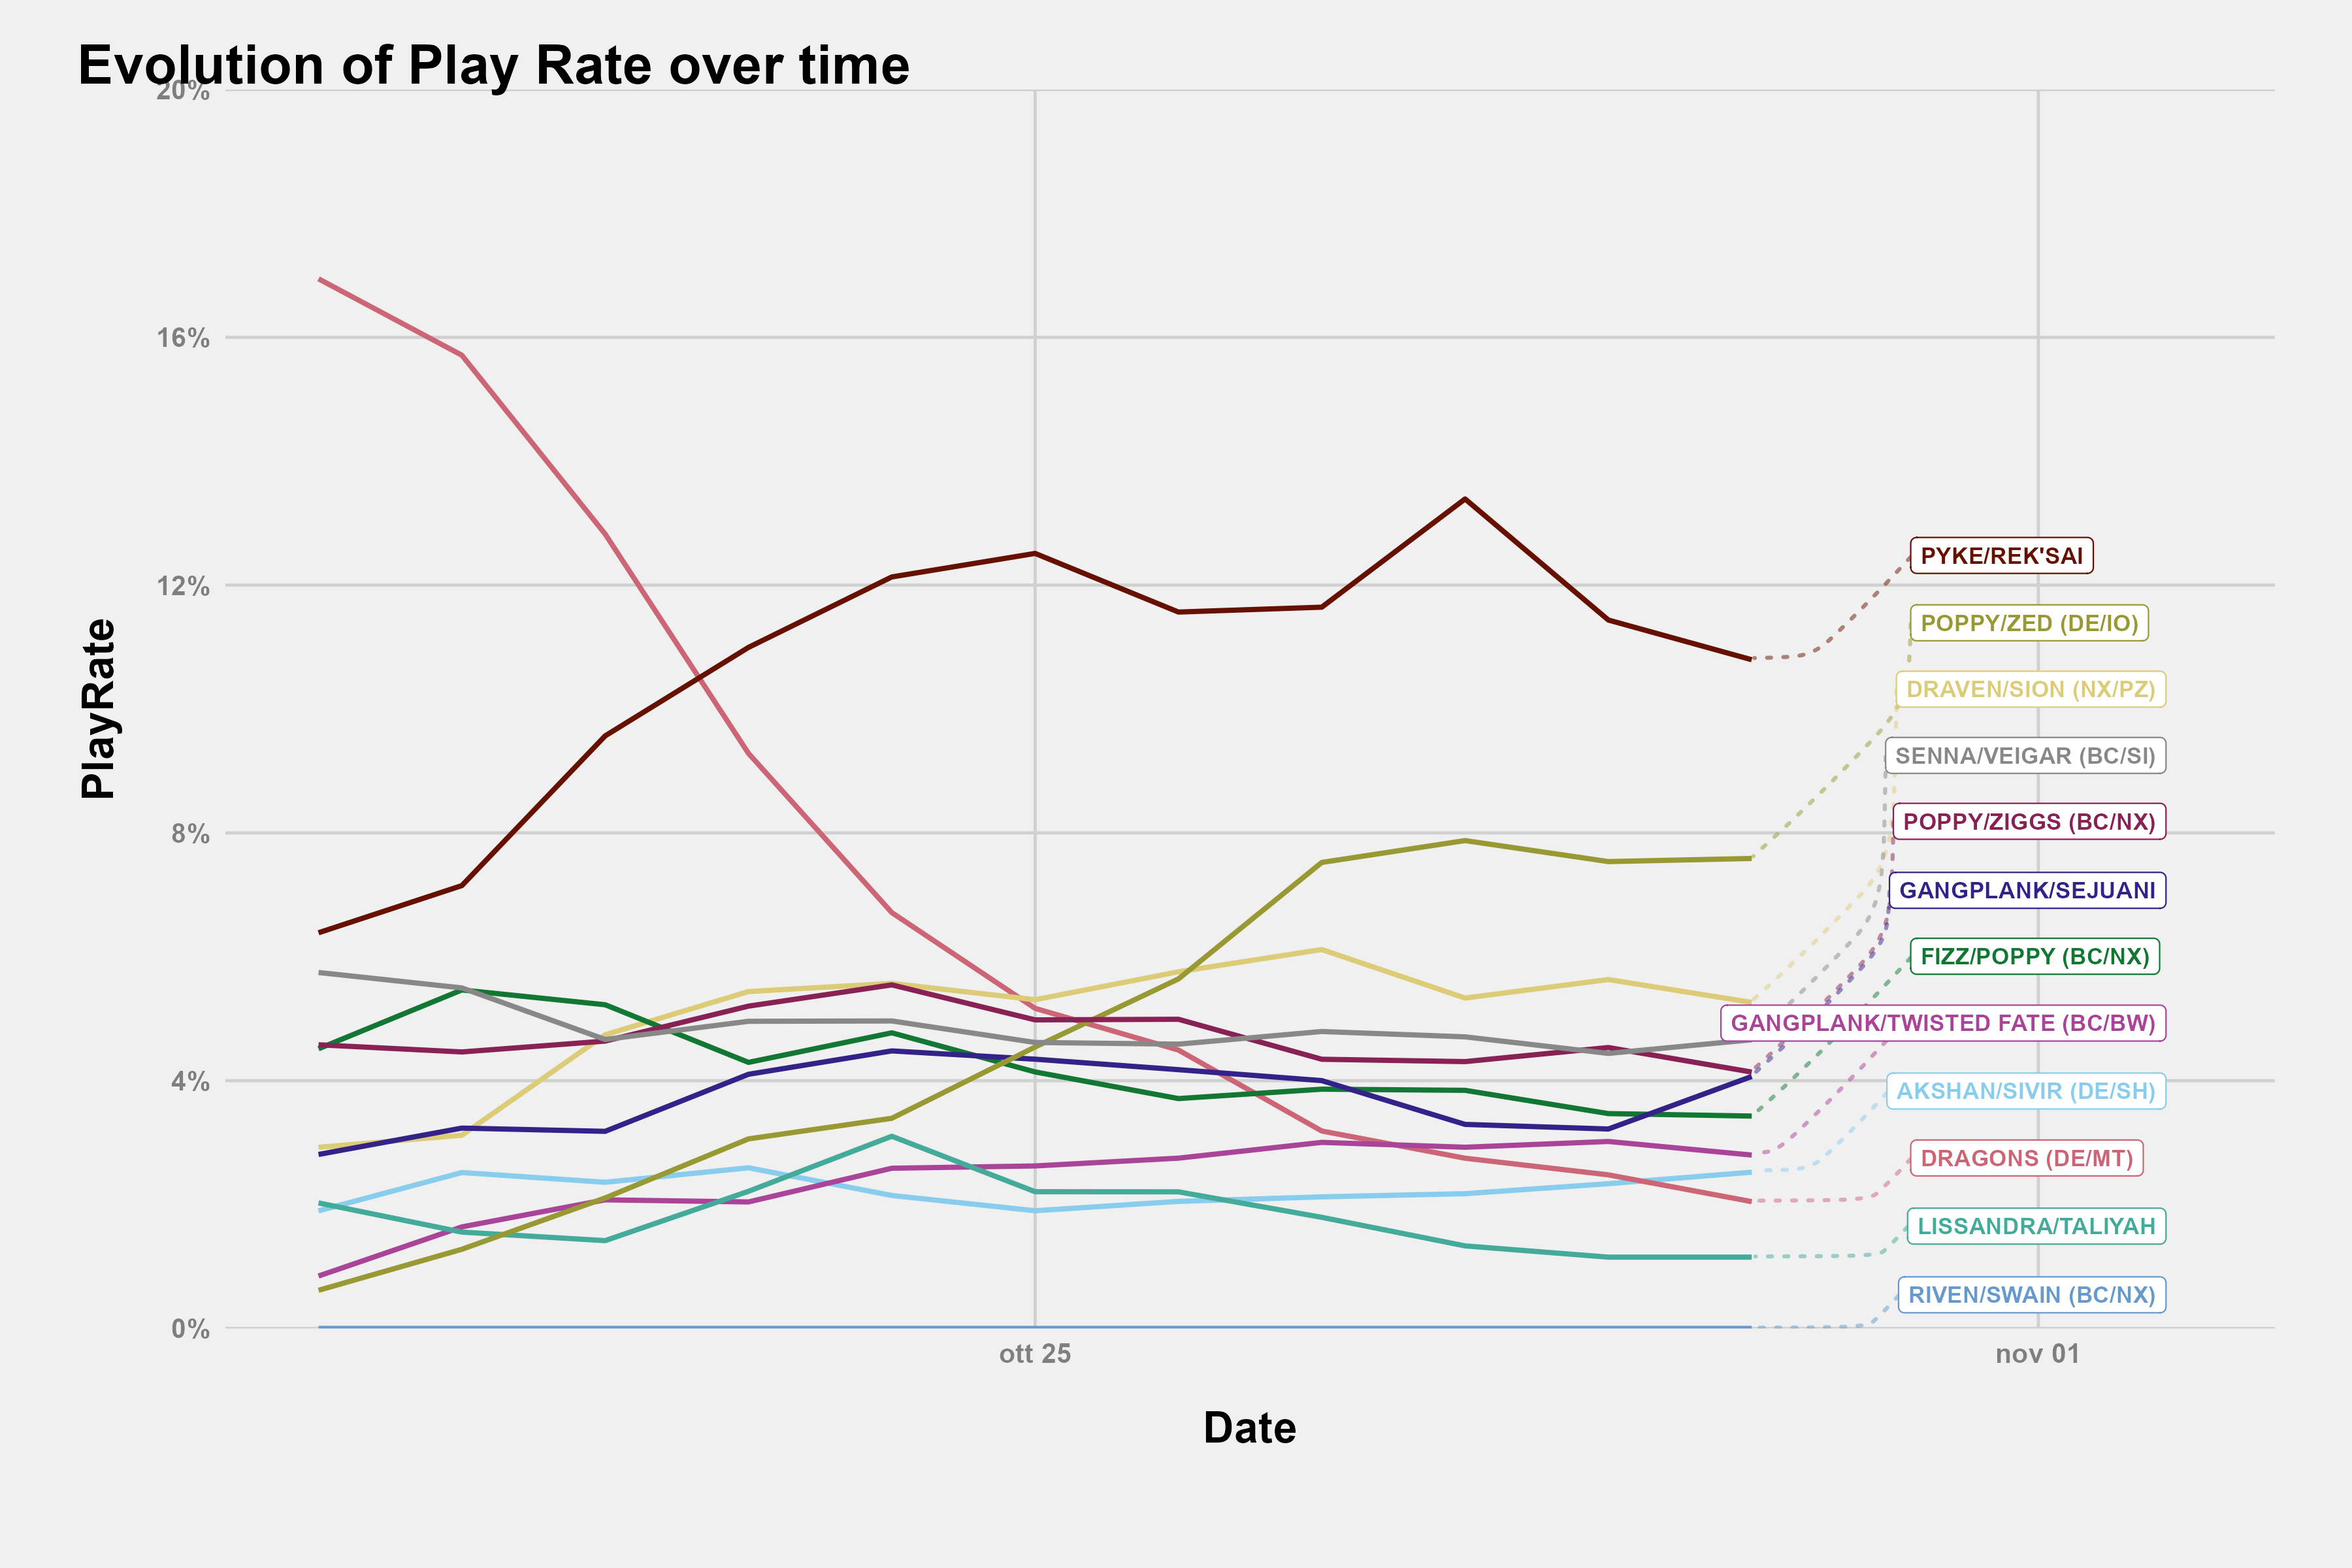 Evolution of Play Rate over time
20%
16%
12%
8%
4%
0%
PlayRate
PYKE/REK'SAI
POPPY/ZED (DE/IO)
DRAVEN/SION (NX/PZ)
SENNA/VEIGAR (BC/SI)
POPPY/ZIGGS (BC/NX)
GANGPLANK/SEJUANI
FIZZ/POPPY (BC/NX)
GANGPLANK/TWISTED FATE (BC/BW)
AKSHAN/SIVIR (DE/SH)
DRAGONS (DE/MT)
LISSANDRA/TALIYAH
RIVEN/SWAIN (BC/NX)
ott 25
nov 01
Date